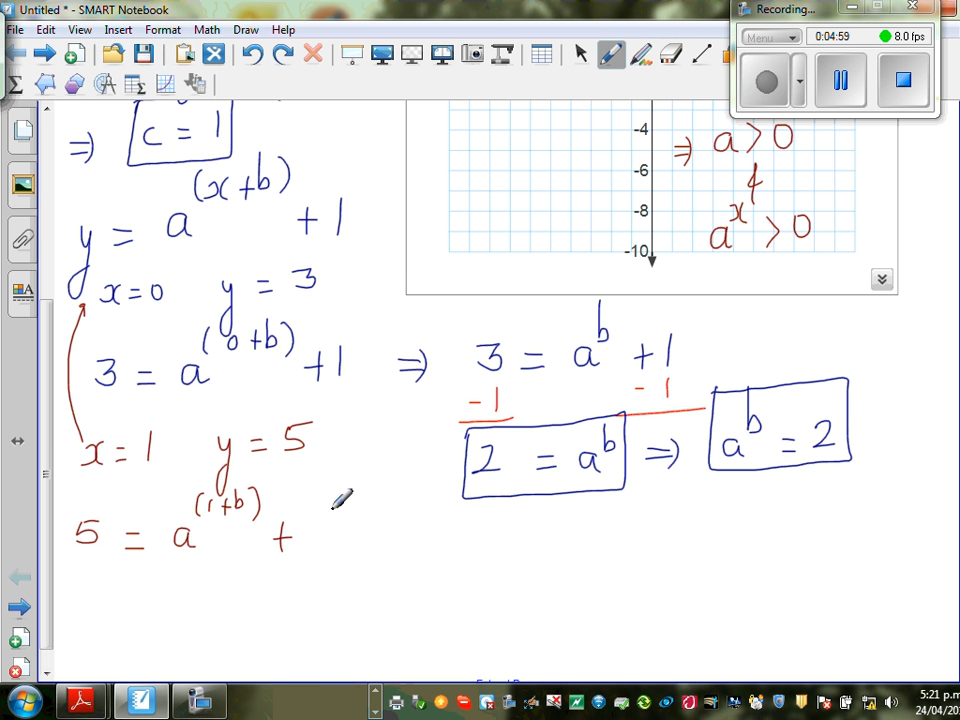 Untitled * - SMART Notebook
Recording...
File Edit View Insert Format Math Draw Help
Menu
0:04:59
8.0 fps
⇒ c = 1
y = a^(x+b) + 1
x=0 y = 3
3 = a^(0+b) + 1 ⇒ 3 = a^b + 1
-1 -1
2 = a^b ⇒ a^b = 2
x = 1 y = 5
5 = a^(1+b) +
-4
-6
-8
-10
⇒ a > 0
a^x > 0
5:21 p.m
24/04/20